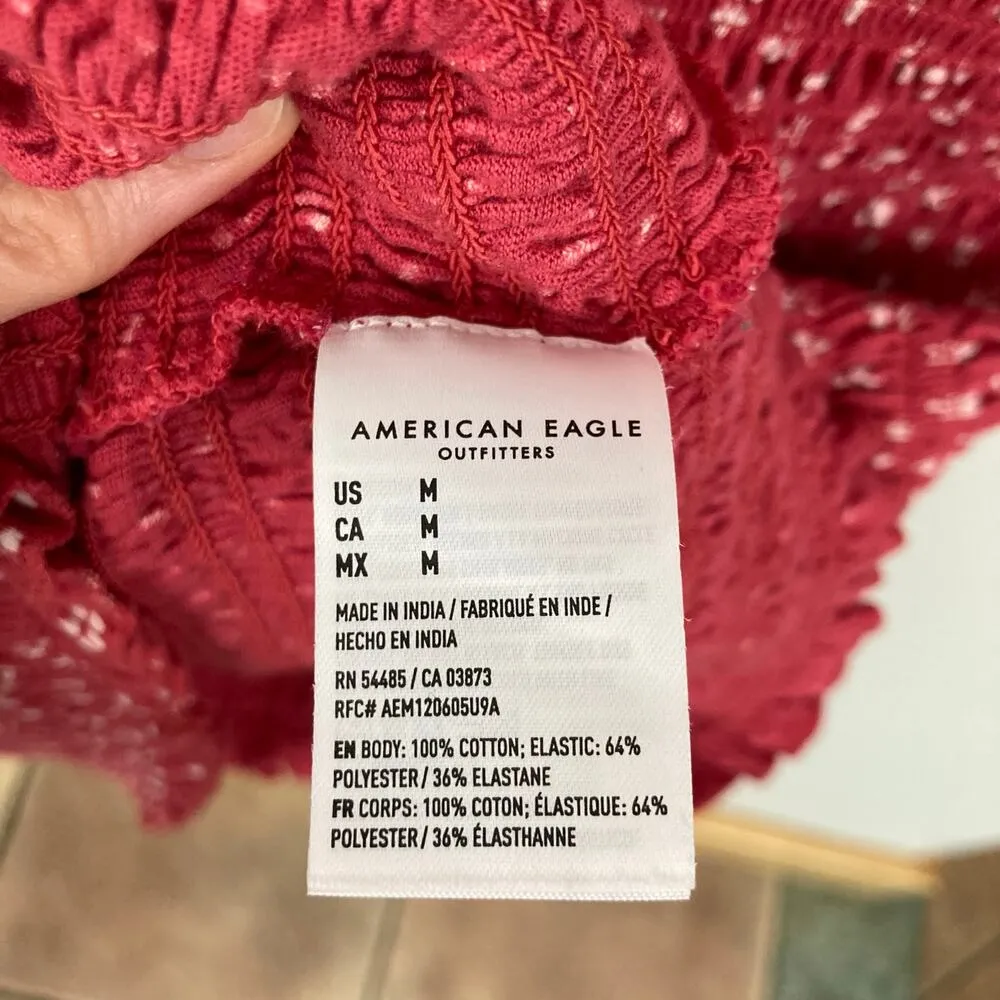 AMERICAN EAGLE
OUTFITTERS
US M
CA M
MX M
MADE IN INDIA / FABRIQUÉ EN INDE /
HECHO EN INDIA
RN 54485 / CA 03873
RFC# AEM120605U9A
EN BODY: 100% COTTON; ELASTIC: 64%
POLYESTER / 36% ELASTANE
FR CORPS: 100% COTON; ÉLASTIQUE: 64%
POLYESTER / 36% ÉLASTHANNE